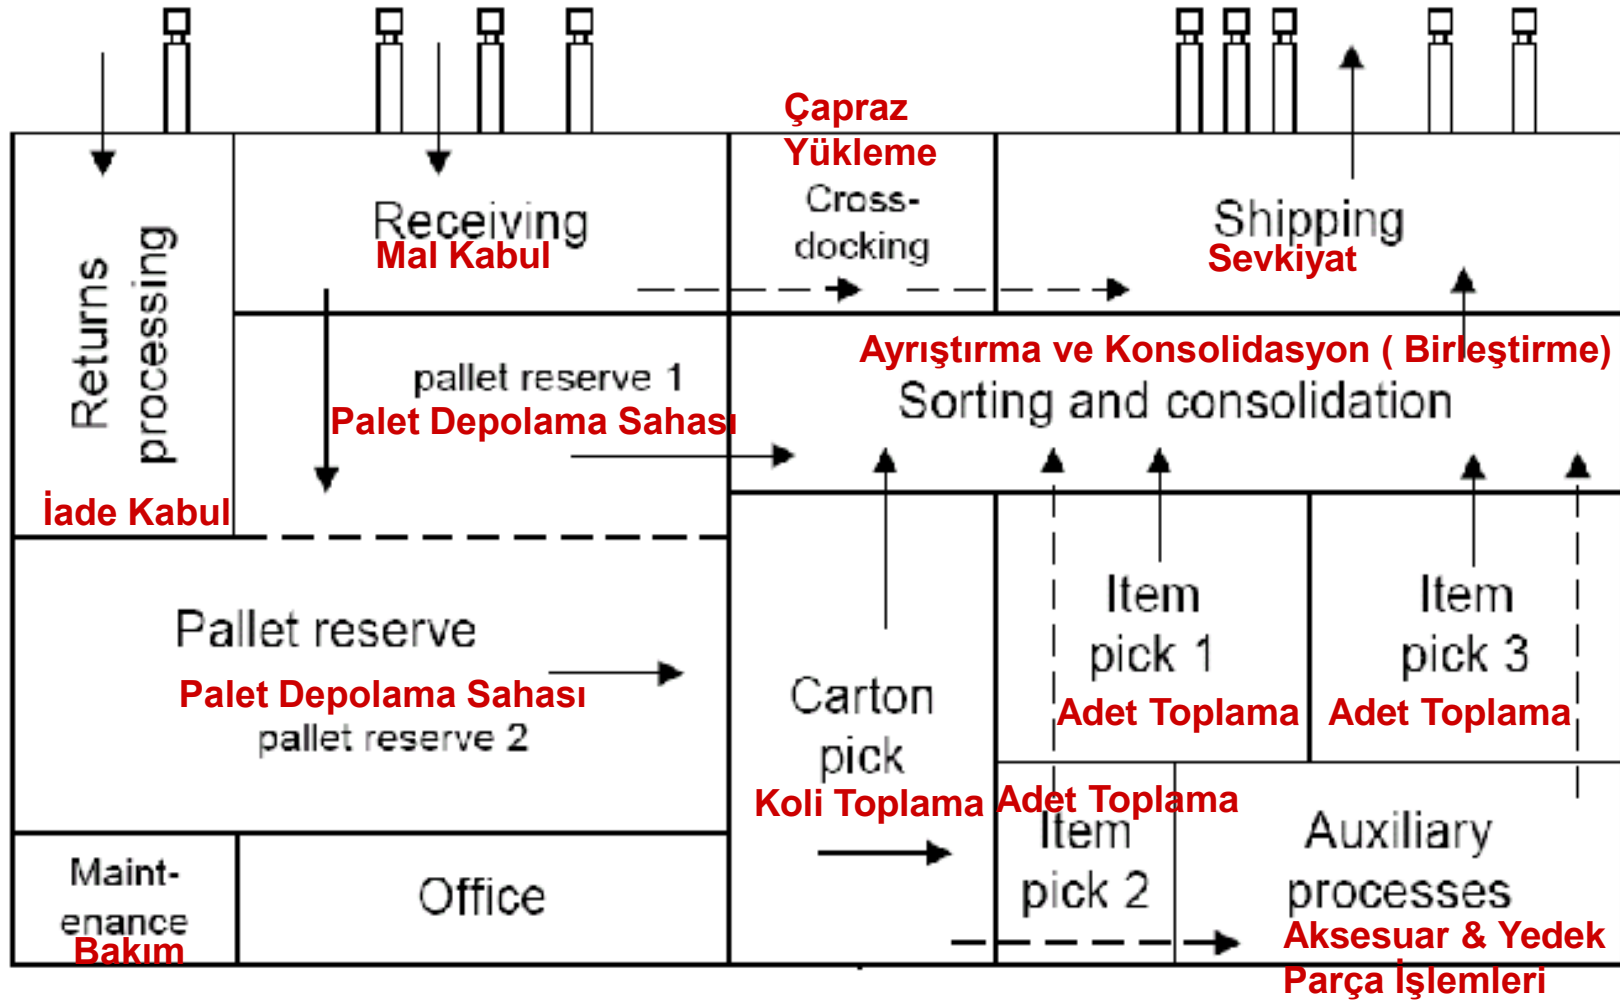 Returns
processing
İade Kabul
Receiving
Mal Kabul
Çapraz
Yükleme
Cross-
docking
Shipping
Sevkiyat
pallet reserve 1
Palet Depolama Sahası
Ayrıştırma ve Konsolidasyon ( Birleştirme)
Sorting and consolidation
Pallet reserve
Palet Depolama Sahası
pallet reserve 2
Carton
pick
Koli Toplama
Item
pick 1
Adet Toplama
Item
pick 3
Adet Toplama
Adet Toplama
Item
pick 2
Auxiliary
processes
Aksesuar & Yedek
Parça İşlemleri
Maint-
enance
Bakım
Office